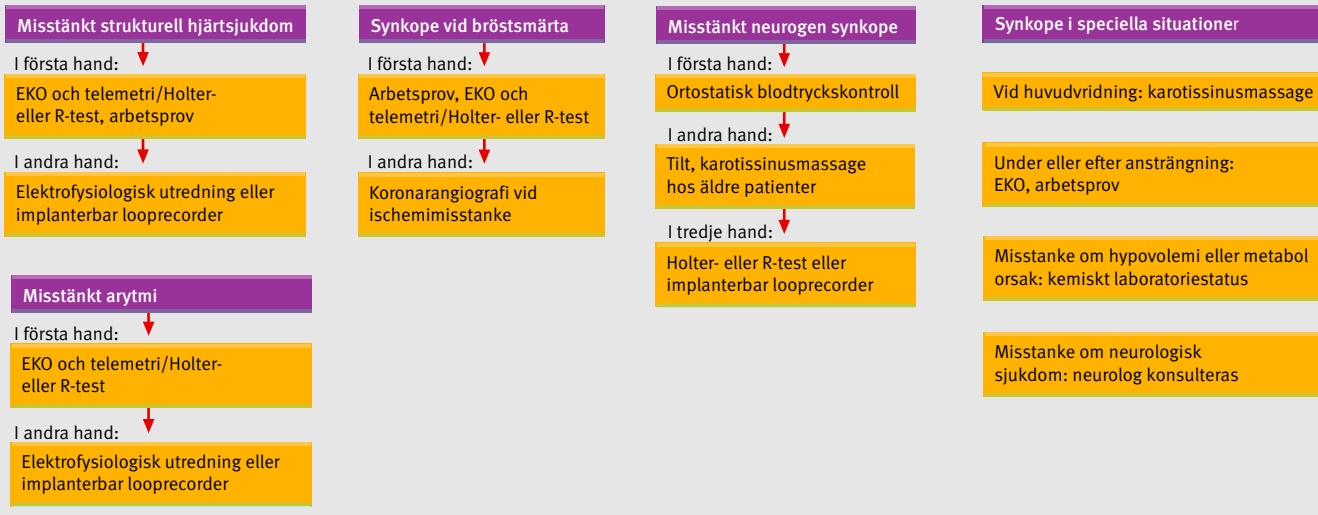 Misstänkt strukturell hjärtsjukdom
I första hand:
EKO och telemetri/Holter-
eller R-test, arbetsprov
I andra hand:
Elektrofysiologisk utredning eller
implanterbar looprecorder
Misstänkt arytmi
I första hand:
EKO och telemetri/Holter-
eller R-test
I andra hand:
Elektrofysiologisk utredning eller
implanterbar looprecorder
Synkope vid bröstsmärta
I första hand:
Arbetsprov, EKO och
telemetri/Holter- eller R-test
I andra hand:
Koronarangiografi vid
ischemimisstanke
Misstänkt neurogen synkope
I första hand:
Ortostatisk blodtryckskontroll
I andra hand:
Tilt, karotissinusmassage
hos äldre patienter
I tredje hand:
Holter- eller R-test eller
implanterbar looprecorder
Synkope i speciella situationer
Vid huvudvridning: karotissinusmassage
Under eller efter ansträngning:
EKO, arbetsprov
Misstanke om hypovolemi eller metabol
orsak: kemiskt laboratoriestatus
Misstanke om neurologisk
sjukdom: neurolog konsulteras